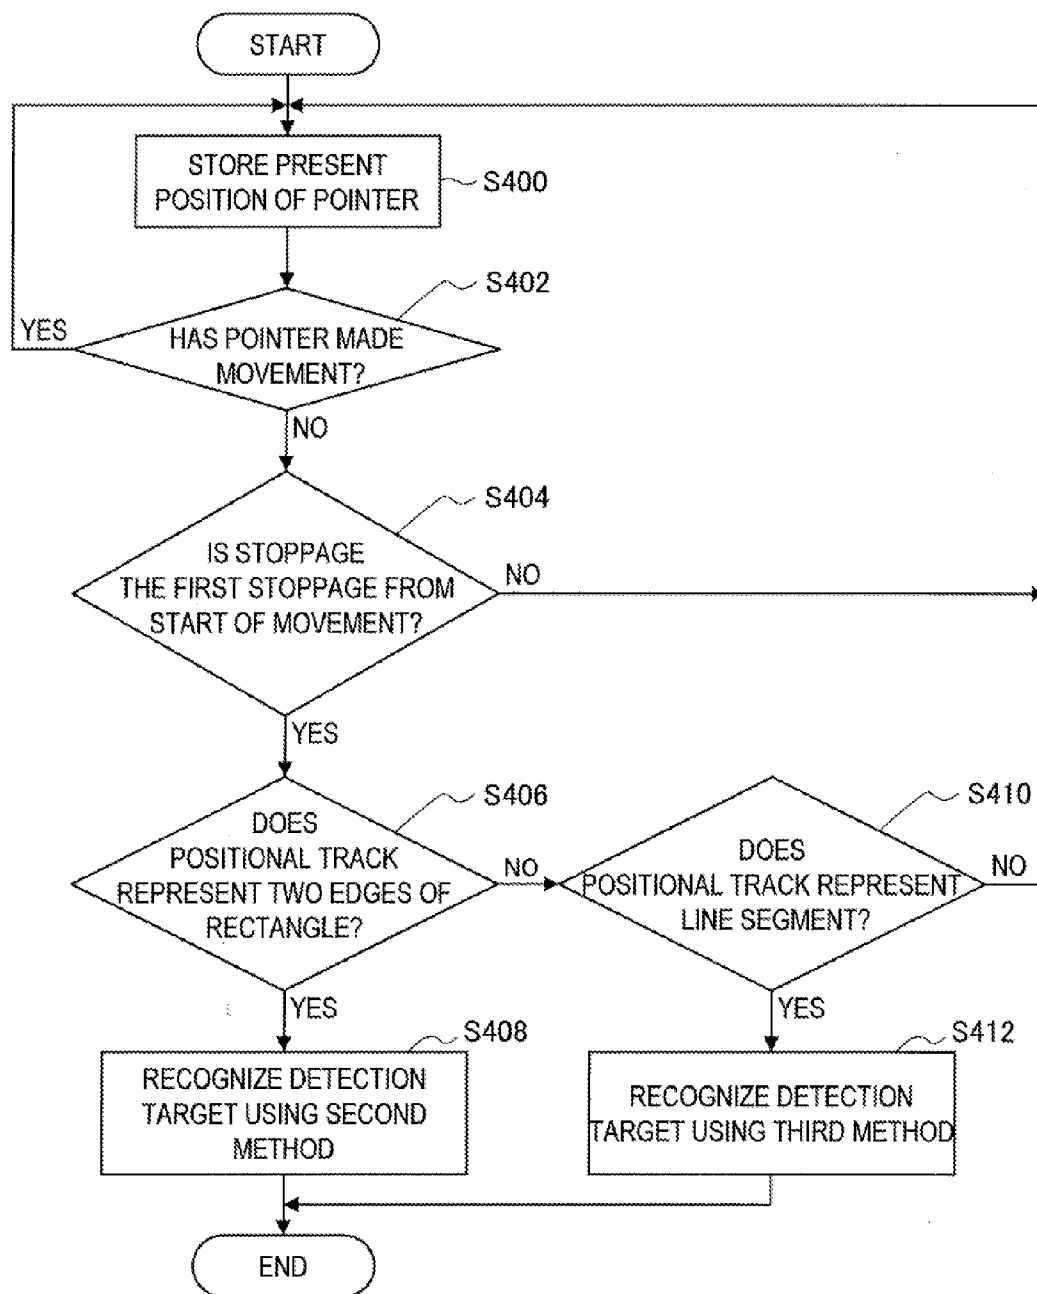 START
STORE PRESENT
POSITION OF POINTER
S400
S402
YES
HAS POINTER MADE
MOVEMENT?
NO
S404
IS STOPPAGE
THE FIRST STOPPAGE FROM
START OF MOVEMENT?
NO
YES
S406
DOES
POSITIONAL TRACK
REPRESENT TWO EDGES OF
RECTANGLE?
NO
S410
DOES
POSITIONAL TRACK REPRESENT
LINE SEGMENT?
NO
YES
YES
S408
RECOGNIZE DETECTION
TARGET USING SECOND
METHOD
S412
RECOGNIZE DETECTION
TARGET USING THIRD METHOD
END